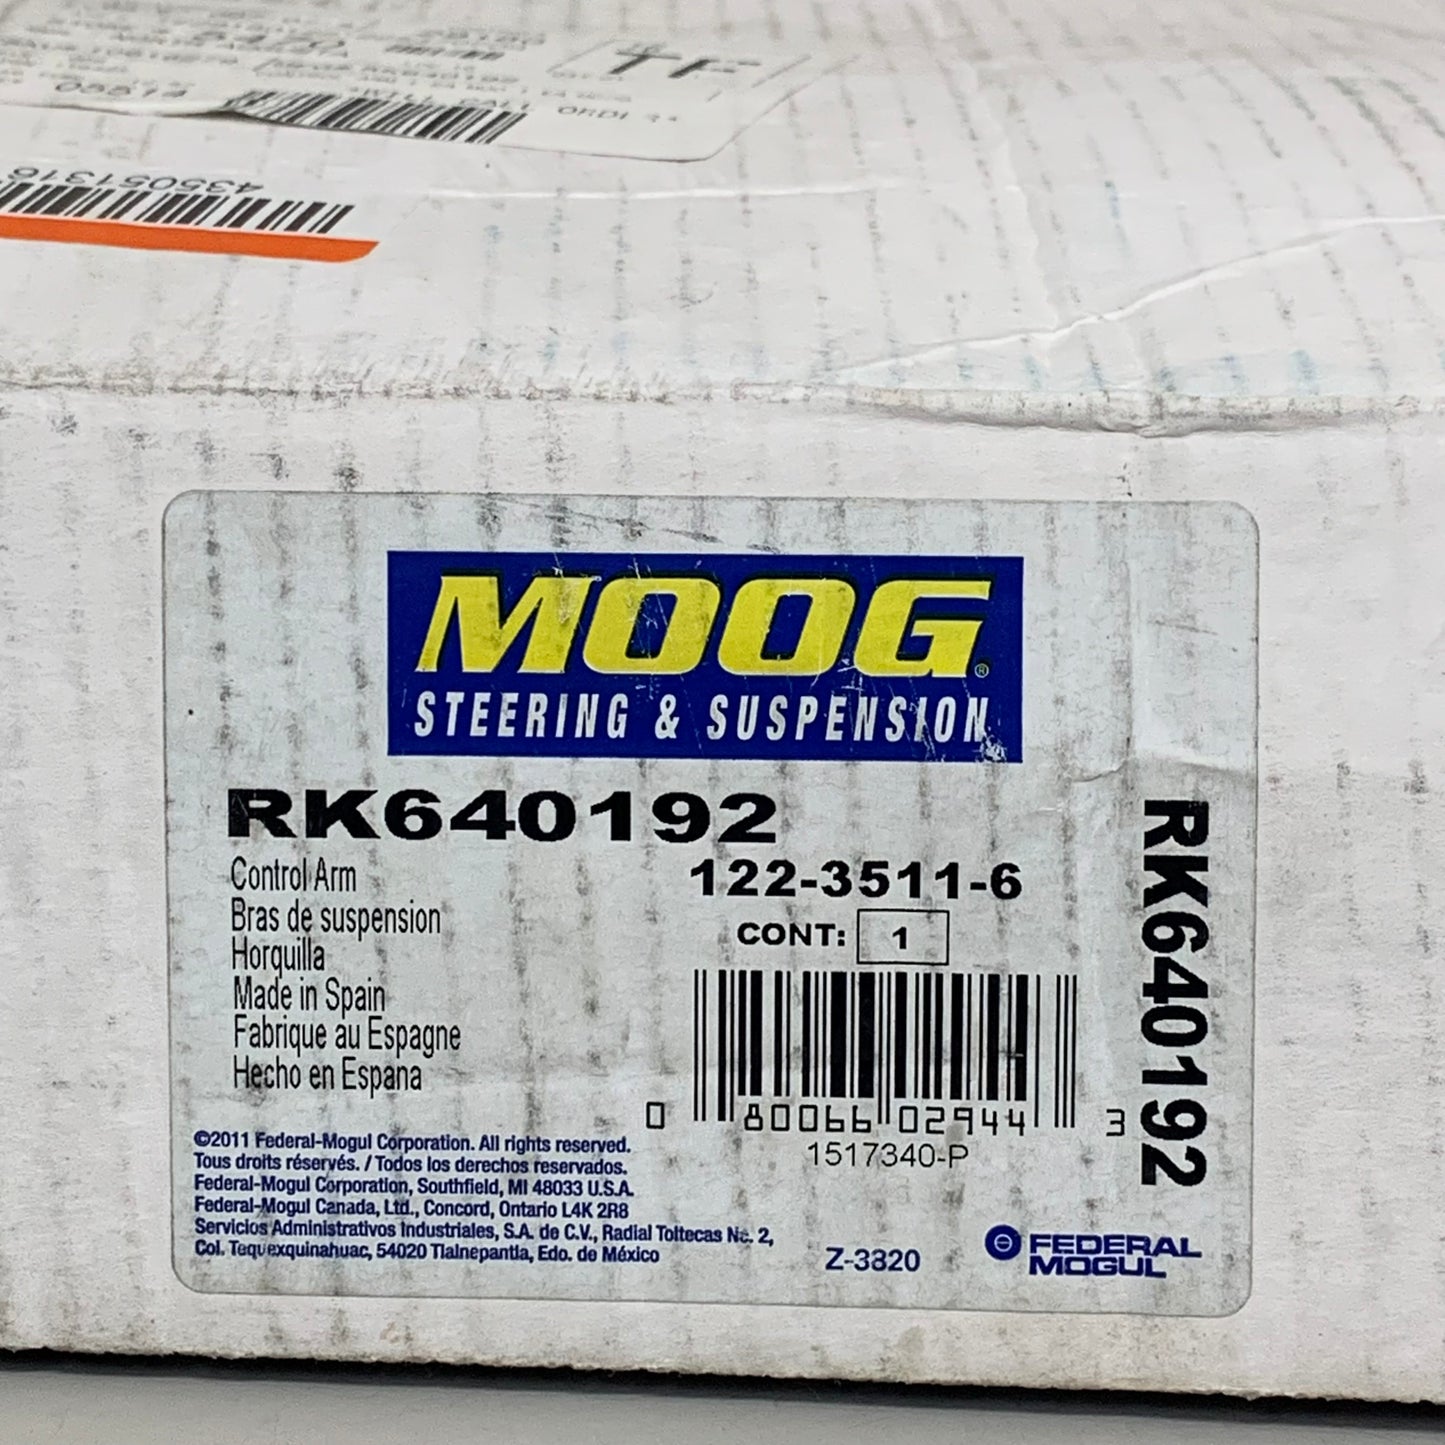 43505131
MOOG®
STEERING & SUSPENSION
RK640192
Control Arm
122-3511-6
Bras de suspension
CONT: 1
Horquilla
Made in Spain
Fabrique au Espagne
Hecho en Espana
0 80066 02944 3
1517340-P
RK640192
©2011 Federal-Mogul Corporation. All rights reserved.
Tous droits réservés. / Todos los derechos reservados.
Federal-Mogul Corporation, Southfield, MI 48033 U.S.A.
Federal-Mogul Canada, Ltd., Concord, Ontario L4K 2R8
Servicios Administrativos Industriales, S.A. de C.V., Radial Toltecas No. 2,
Col. Tequexquinahuac, 54020 Tlalnepantla, Edo. de México
Z-3820
FEDERAL
MOGUL